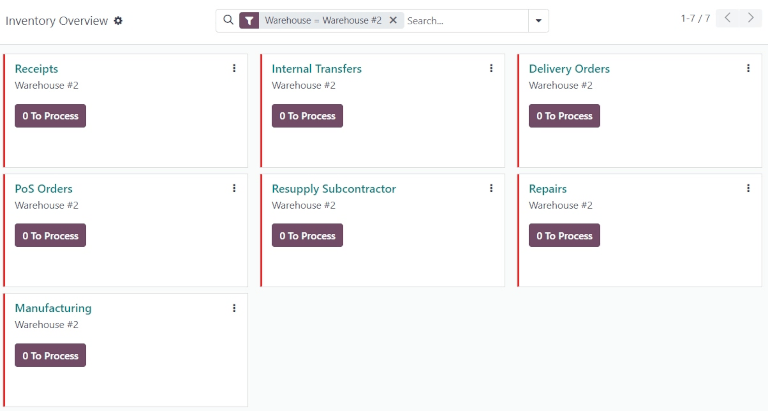 Inventory Overview
Warehouse = Warehouse #2 Search...
1-7 / 7
Receipts
Warehouse #2
0 To Process
Internal Transfers
Warehouse #2
0 To Process
Delivery Orders
Warehouse #2
0 To Process
PoS Orders
Warehouse #2
0 To Process
Resupply Subcontractor
Warehouse #2
0 To Process
Repairs
Warehouse #2
0 To Process
Manufacturing
Warehouse #2
0 To Process